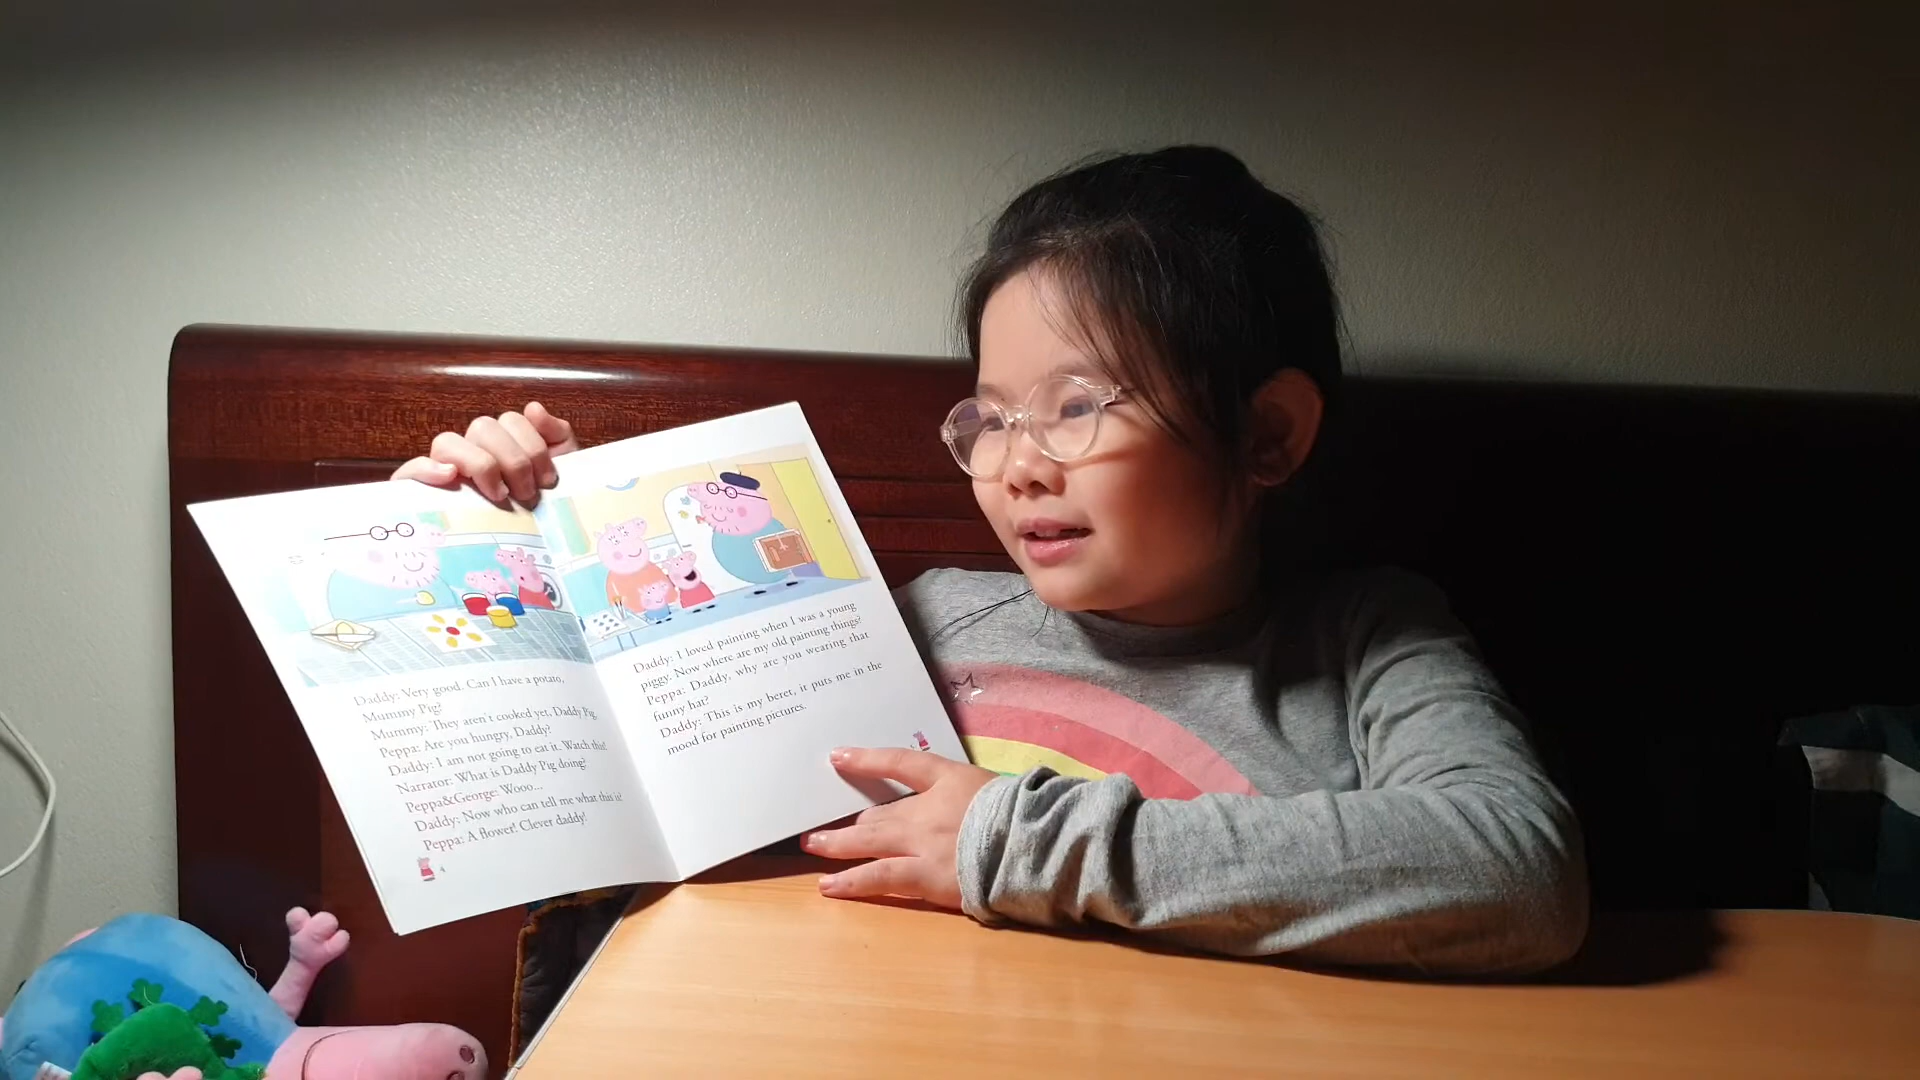 Daddy: Very good. Can I have a potato,
Mummy Pig?
Mummy: They aren't cooked yet, Daddy Pig.
Peppa: Are you hungry, Daddy?
Daddy: I am not going to eat it. Watch this!
Narrator: What is Daddy Pig doing?
Peppa&George: Wooo...
Daddy: Now who can tell me what this is?
Peppa: A flower! Clever daddy!
4
Daddy: I loved painting when I was a young
piggy. Now where are my old painting things?
Peppa: Daddy, why are you wearing that
funny hat?
Daddy: This is my beret, it puts me in the
mood for painting pictures.